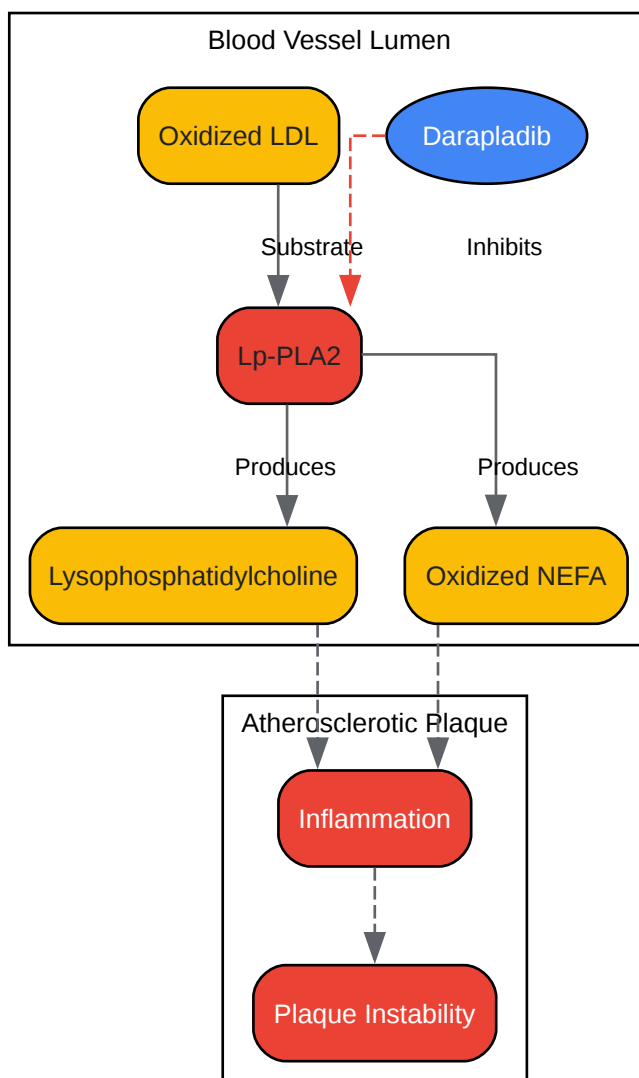 Blood Vessel Lumen
Oxidized LDL
Darapladib
Substrate
Inhibits
Lp-PLA2
Produces
Produces
Lysophosphatidylcholine
Oxidized NEFA
Atherosclerotic Plaque
Inflammation
Plaque Instability